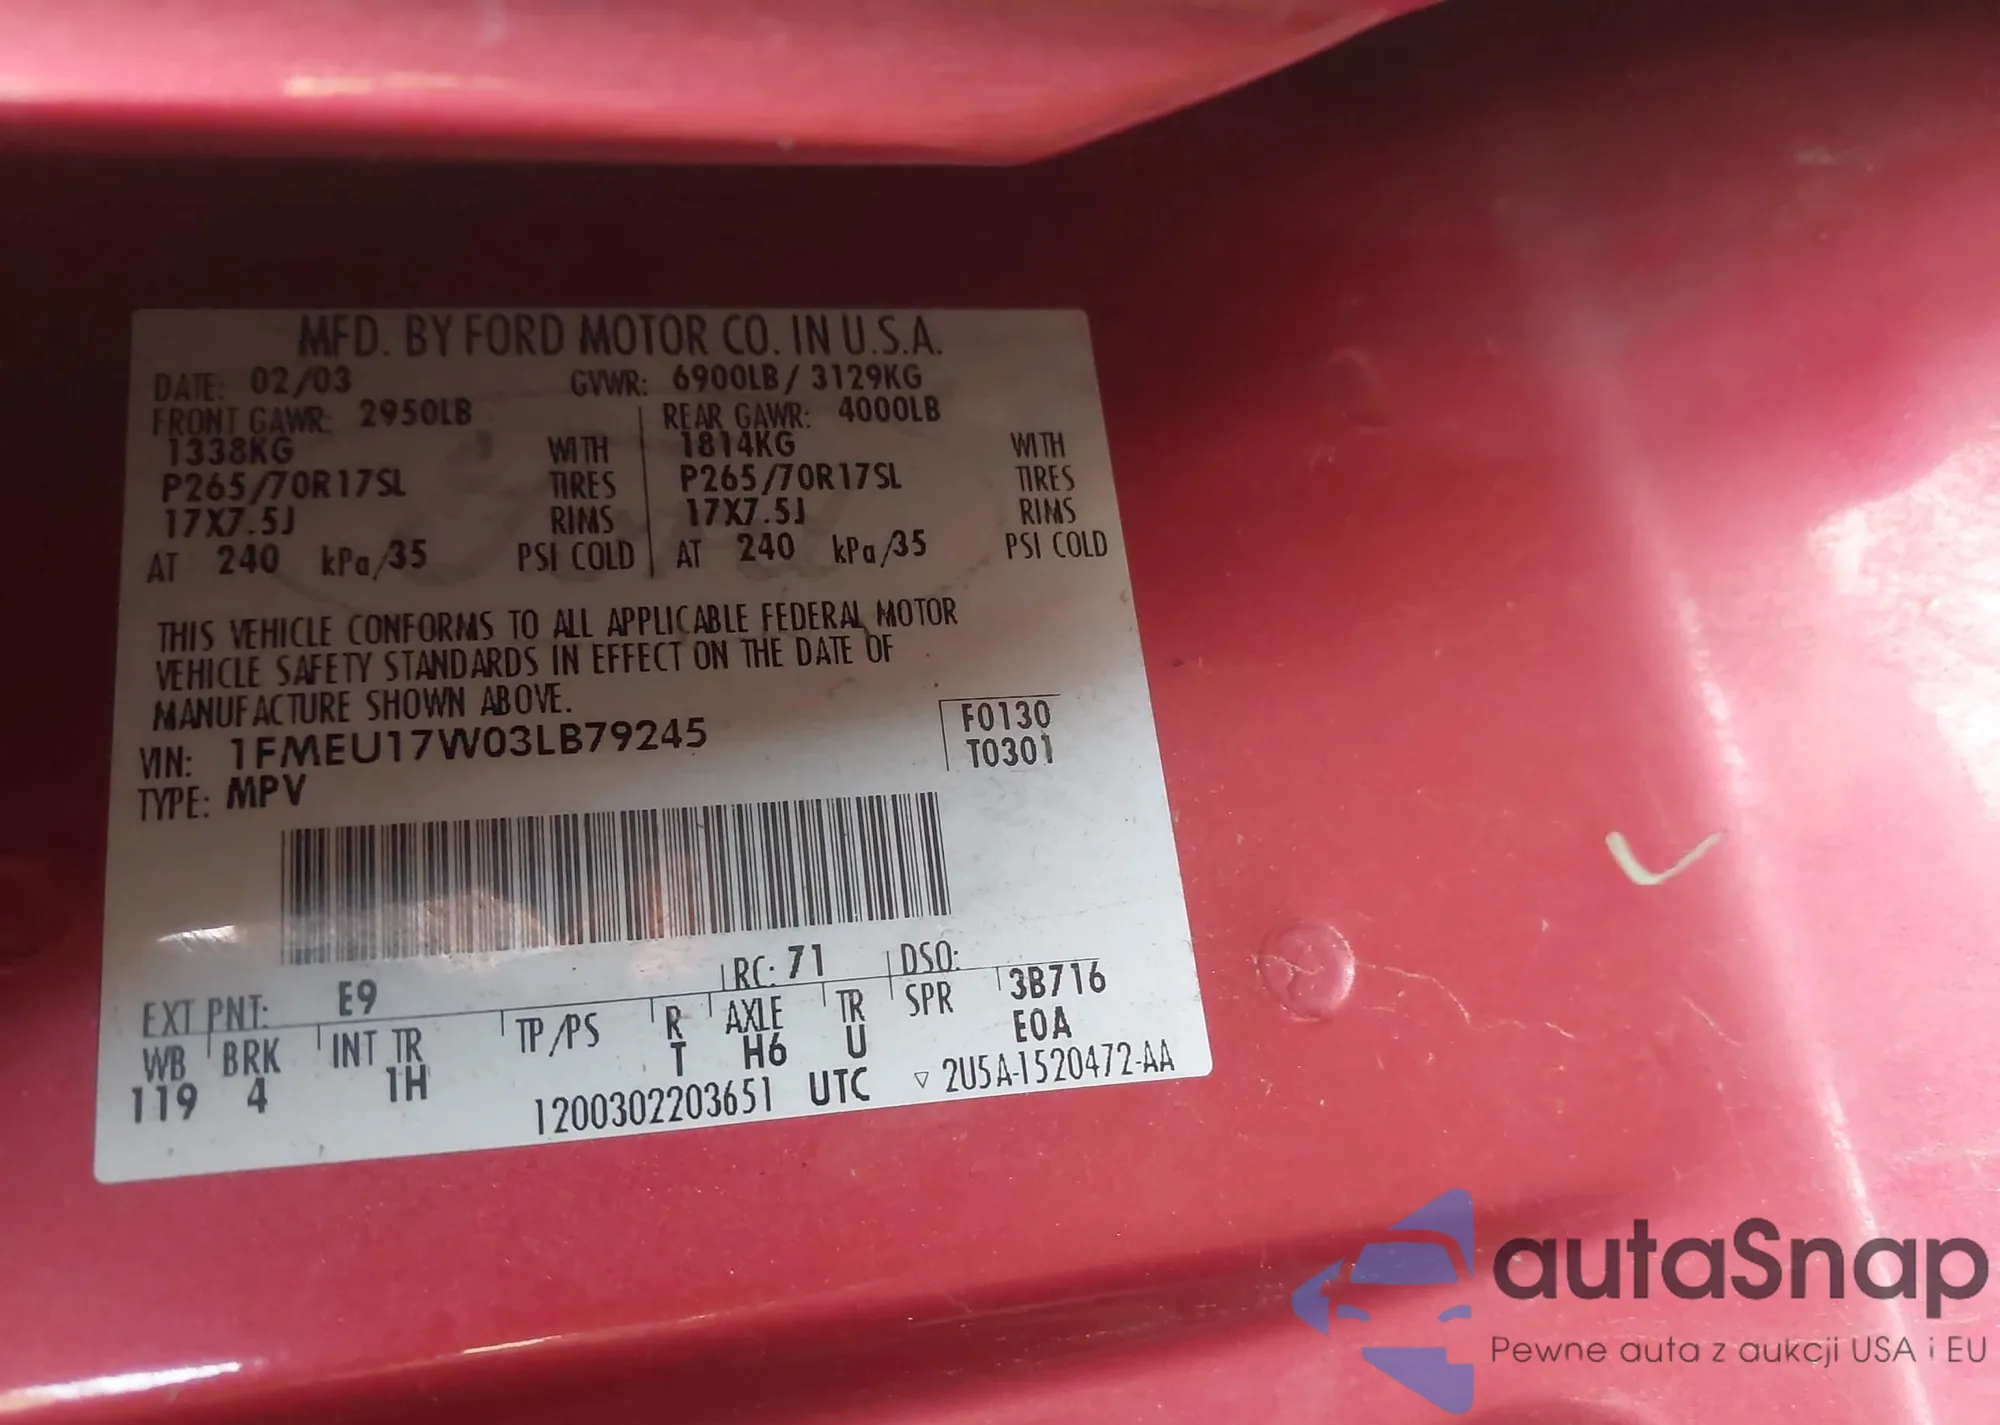 MFD. BY FORD MOTOR CO. IN U.S.A.
DATE: 02/03 GVWR: 6900LB/ 3129KG
FRONT GAWR: 2950LB REAR GAWR: 4000LB
1338KG WITH 1814KG WITH
P265/70R17SL TIRES P265/70R17SL TIRES
17X7.5J RIMS 17X7.5J RIMS
AT 240 kPa/35 PSI COLD AT 240 kPa/35 PSI COLD
THIS VEHICLE CONFORMS TO ALL APPLICABLE FEDERAL MOTOR
VEHICLE SAFETY STANDARDS IN EFFECT ON THE DATE OF
MANUFACTURE SHOWN ABOVE.
VIN: 1FMEU17W03LB79245 F0130
TYPE: MPV T0301
EXT PNT: E9 RC: 71 DSO: 3B716
WB BRK INT TR TP/PS R AXLE TR SPR E0A
119 4 1H T H6 U
1200302203651 UTC ▽ 2U5A-1520472-AA
autaSnap
Pewne auta z aukcji USA i EU